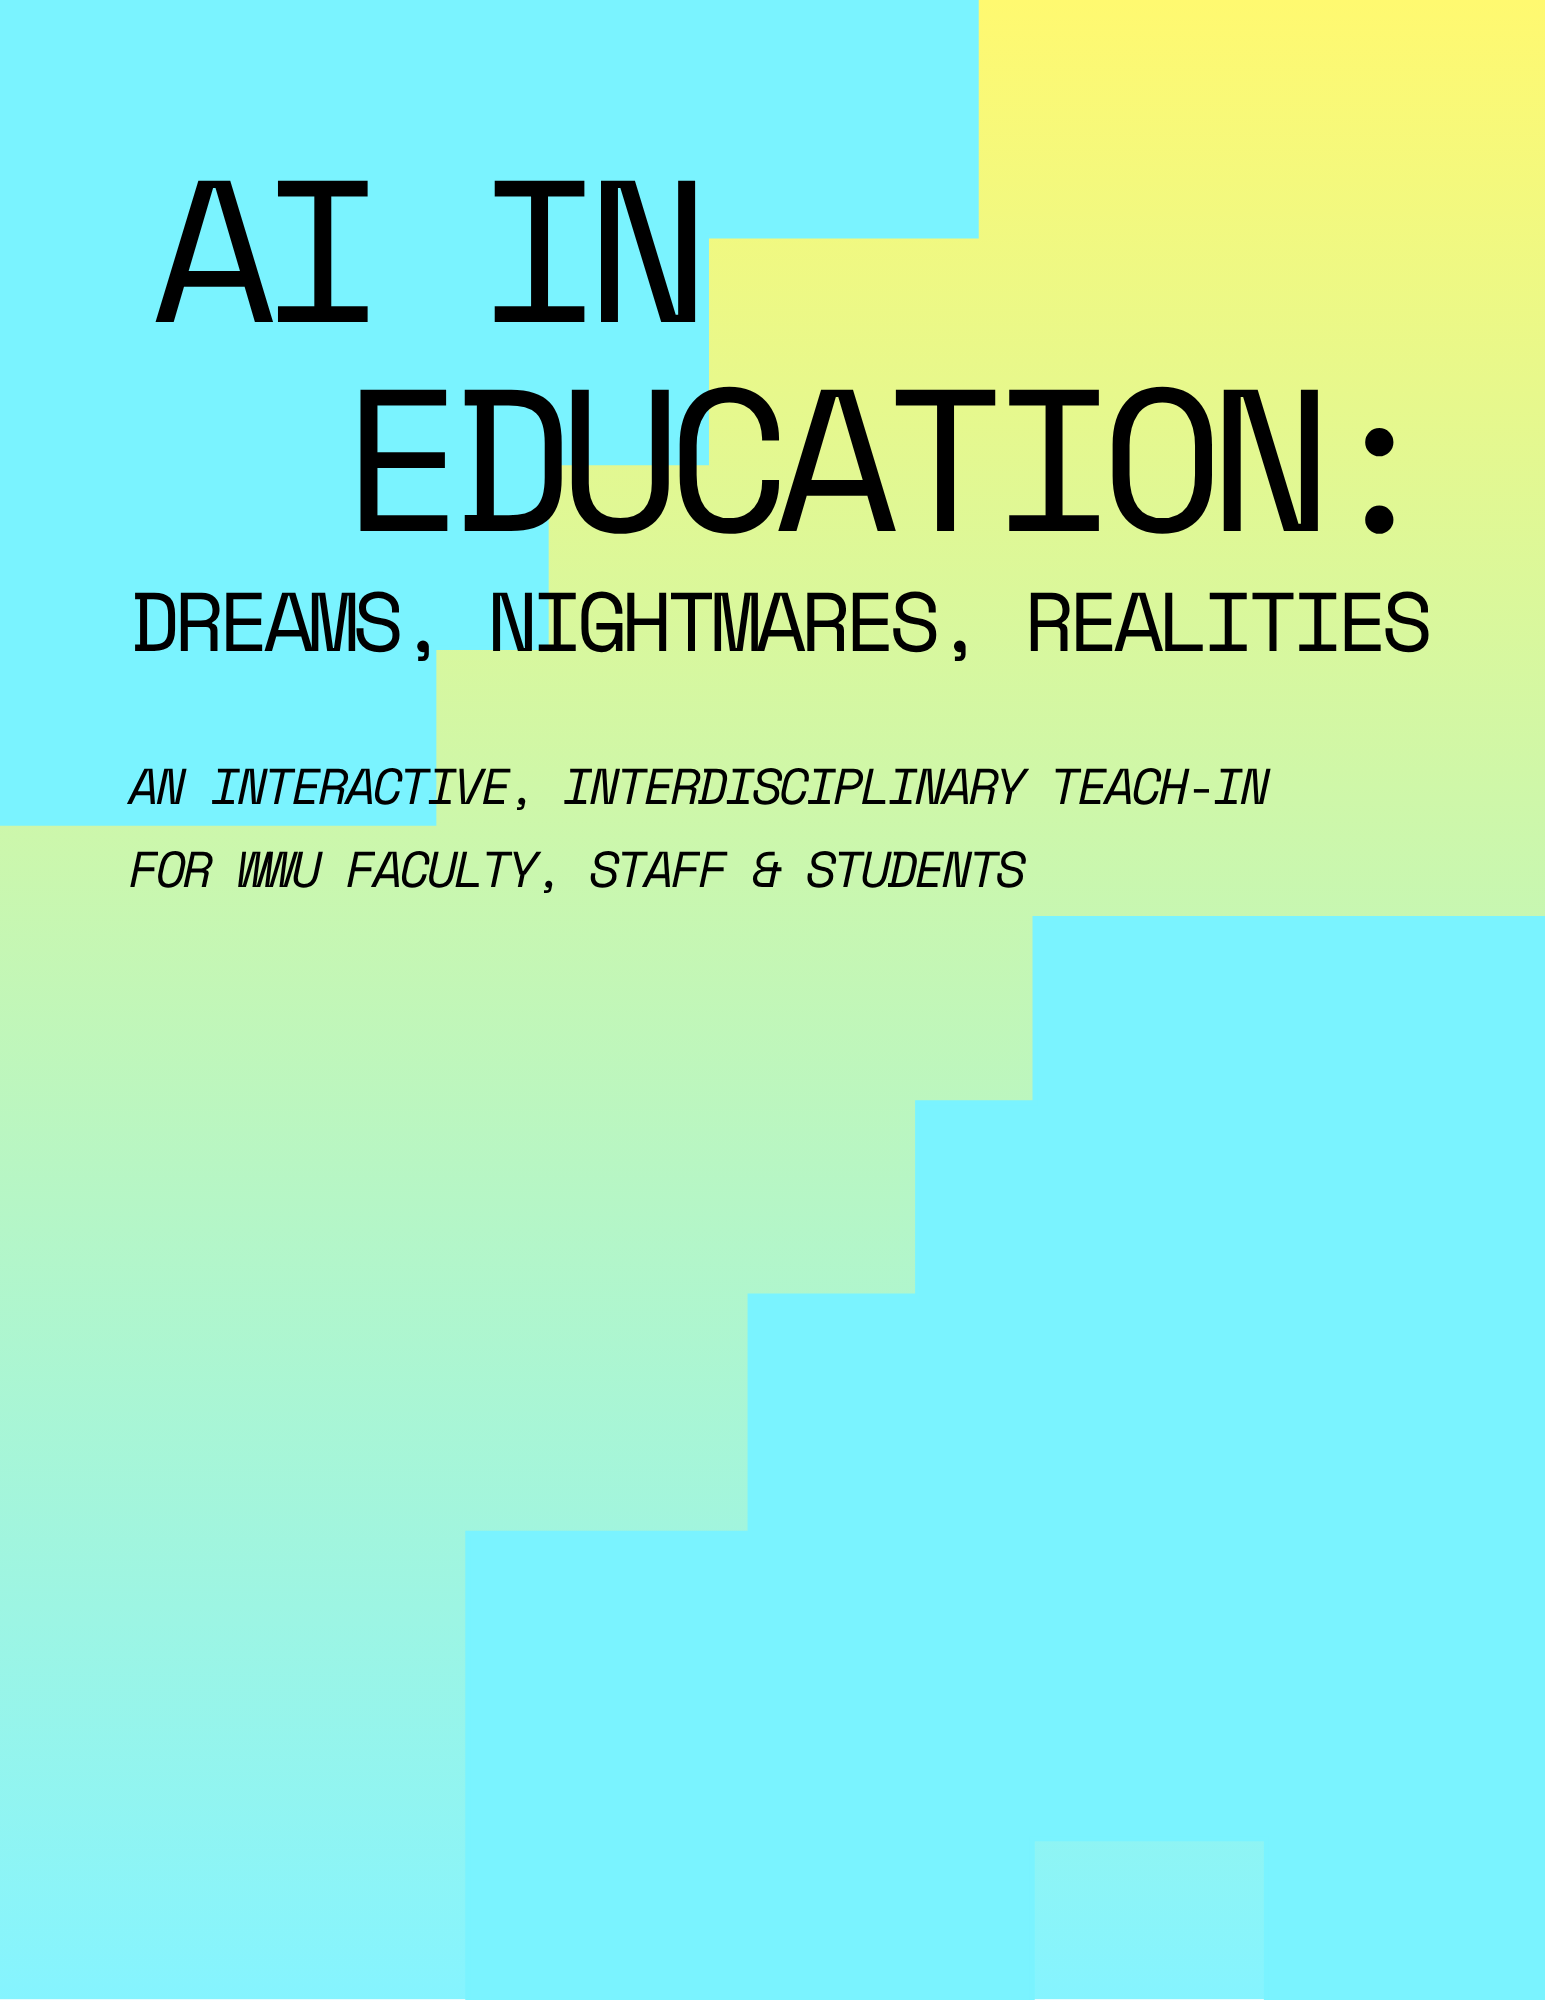 AI IN
EDUCATION:
DREAMS, NIGHTMARES, REALITIES
AN INTERACTIVE, INTERDISCIPLINARY TEACH-IN
FOR WWU FACULTY, STAFF & STUDENTS